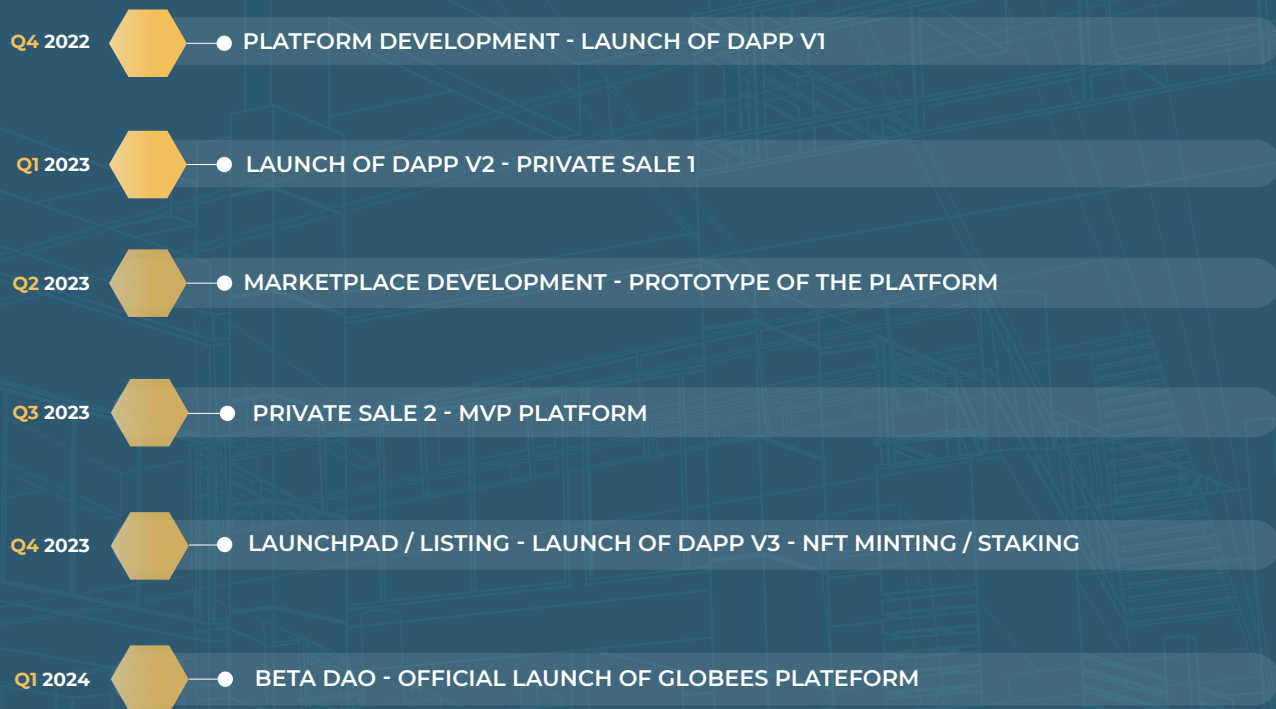 Q4 2022 PLATFORM DEVELOPMENT - LAUNCH OF DAPP V1
Q1 2023 LAUNCH OF DAPP V2 - PRIVATE SALE 1
Q2 2023 MARKETPLACE DEVELOPMENT - PROTOTYPE OF THE PLATFORM
Q3 2023 PRIVATE SALE 2 - MVP PLATFORM
Q4 2023 LAUNCHPAD / LISTING - LAUNCH OF DAPP V3 - NFT MINTING / STAKING
Q1 2024 BETA DAO - OFFICIAL LAUNCH OF GLOBEES PLATEFORM